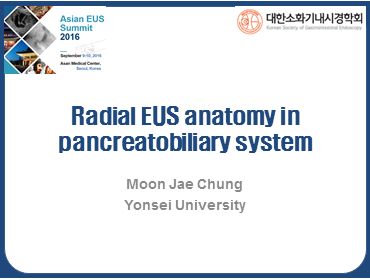 Asian EUS
Summit
2016
September 9-10, 2016
Asan Medical Center,
Seoul, Korea
대한소화기내시경학회
Korean Society of Gastrointestinal Endoscopy
Radial EUS anatomy in
pancreatobiliary system
Moon Jae Chung
Yonsei University